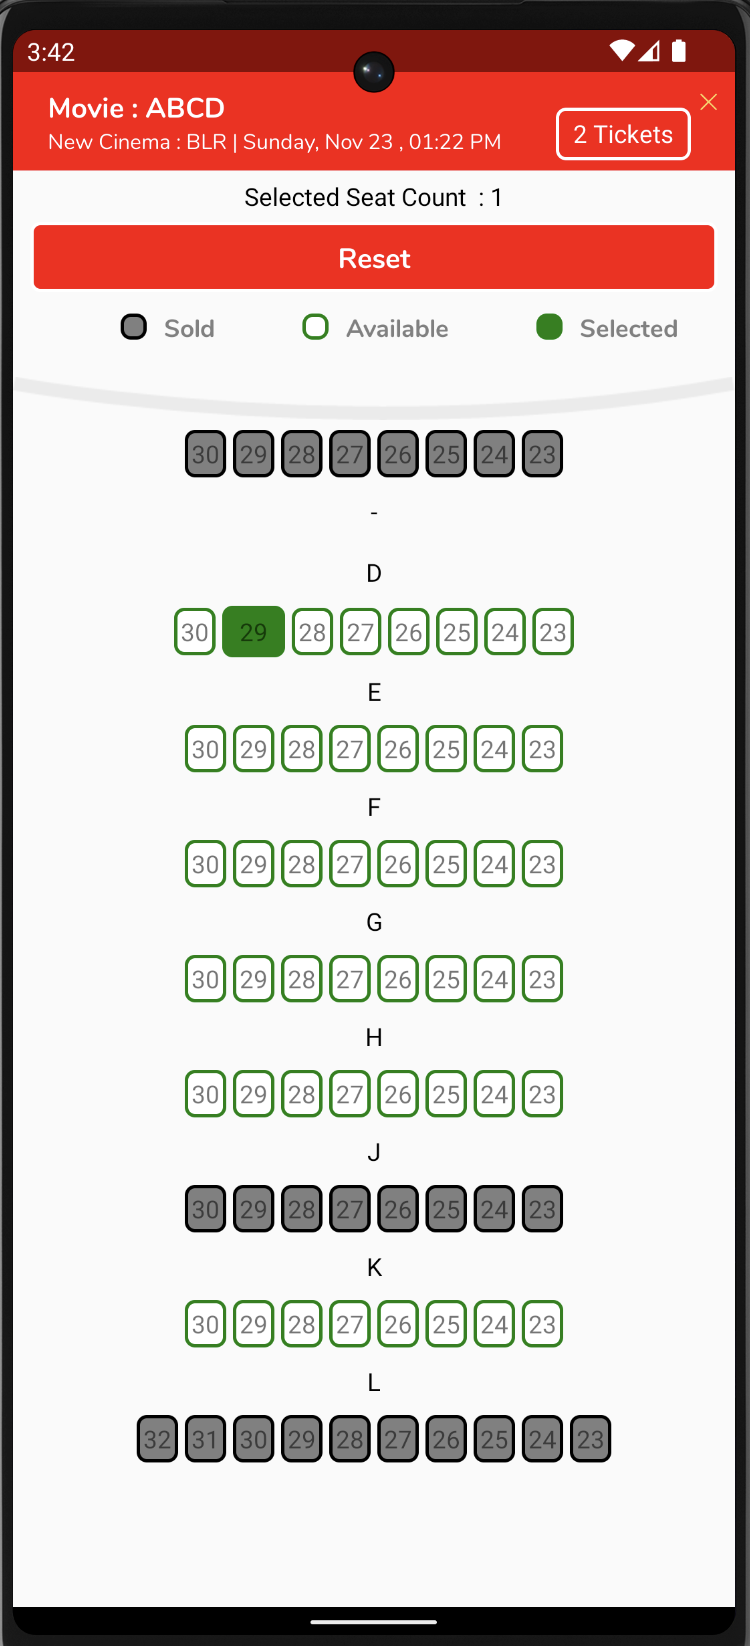 3:42
Movie : ABCD
New Cinema : BLR | Sunday, Nov 23 , 01:22 PM
2 Tickets
Selected Seat Count : 1
Reset
Sold Available Selected
30 29 28 27 26 25 24 23
-
D
30 29 28 27 26 25 24 23
E
30 29 28 27 26 25 24 23
F
30 29 28 27 26 25 24 23
G
30 29 28 27 26 25 24 23
H
30 29 28 27 26 25 24 23
J
30 29 28 27 26 25 24 23
K
30 29 28 27 26 25 24 23
L
32 31 30 29 28 27 26 25 24 23